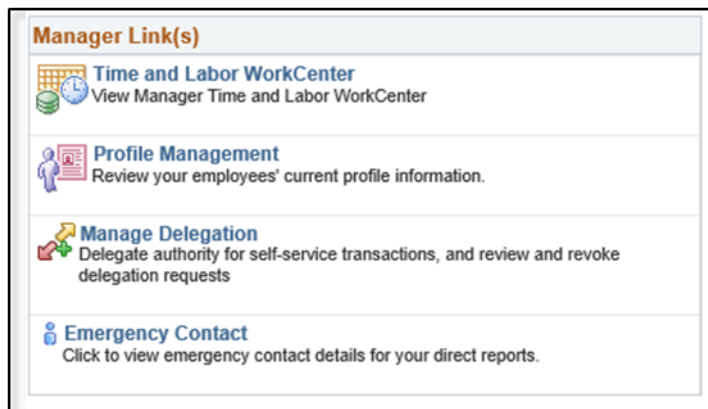 Manager Link(s)
Time and Labor WorkCenter
View Manager Time and Labor WorkCenter
Profile Management
Review your employees' current profile information.
Manage Delegation
Delegate authority for self-service transactions, and review and revoke
delegation requests
Emergency Contact
Click to view emergency contact details for your direct reports.